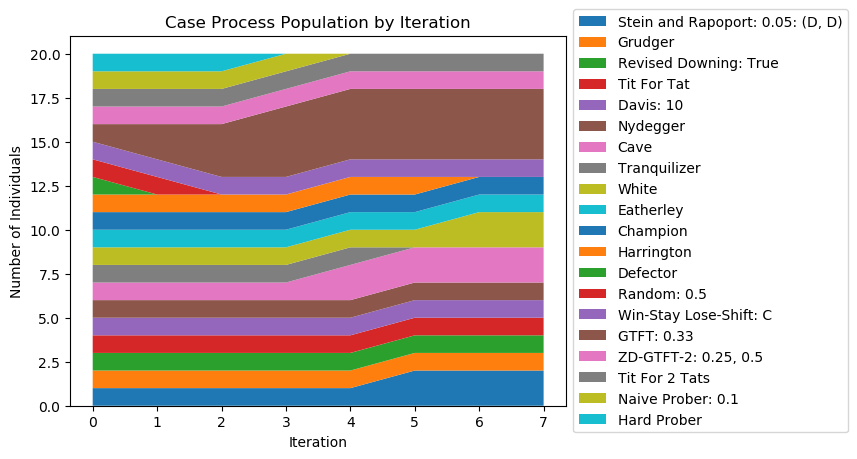 Case Process Population by Iteration
20.0
17.5
15.0
12.5
10.0
7.5
5.0
2.5
0.0
Number of Individuals
0 1 2 3 4 5 6 7
Iteration
Stein and Rapoport: 0.05: (D, D)
Grudger
Revised Downing: True
Tit For Tat
Davis: 10
Nydegger
Cave
Tranquilizer
White
Eatherley
Champion
Harrington
Defector
Random: 0.5
Win-Stay Lose-Shift: C
GTFT: 0.33
ZD-GTFT-2: 0.25, 0.5
Tit For 2 Tats
Naive Prober: 0.1
Hard Prober